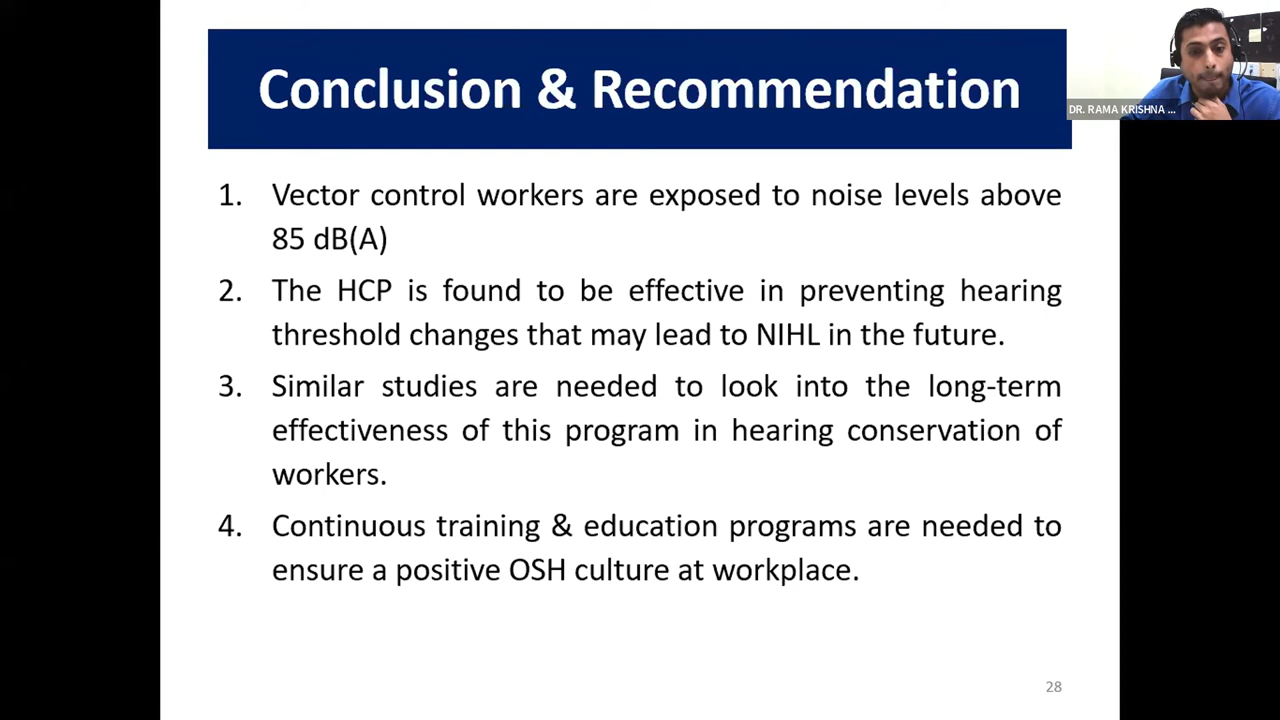 Conclusion & Recommendation
DR. RAMA KRISHNA ...
1. Vector control workers are exposed to noise levels above
85 dB(A)
2. The HCP is found to be effective in preventing hearing
threshold changes that may lead to NIHL in the future.
3. Similar studies are needed to look into the long-term
effectiveness of this program in hearing conservation of
workers.
4. Continuous training & education programs are needed to
ensure a positive OSH culture at workplace.
28